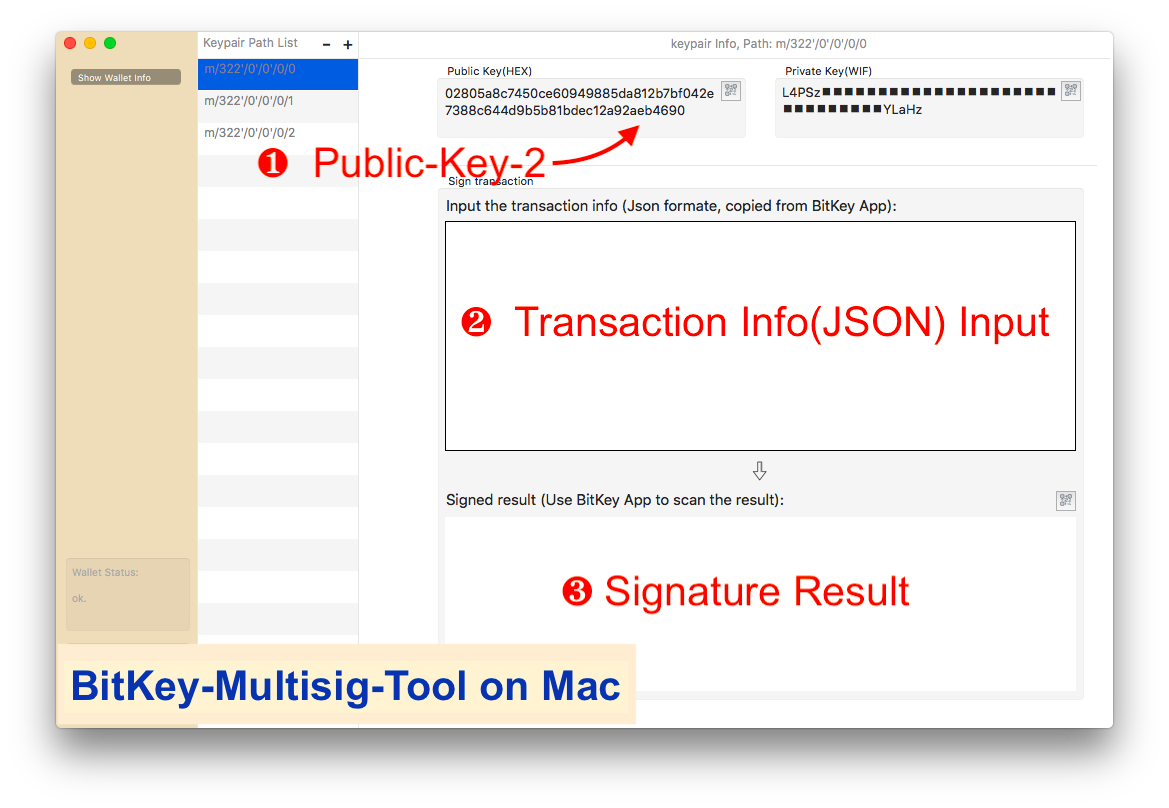 Keypair Path List - +
keypair Info, Path: m/322'/0'/0'/0/0
Show Wallet Info
m/322'/0'/0'/0/0
m/322'/0'/0'/0/1
m/322'/0'/0'/0/2
Public Key(HEX)
02805a8c7450ce60949885da812b7bf042e
7388c644d9b5b81bdec12a92aeb4690
Private Key(WIF)
L4PSz■■■■■■■■■■■■■■■■■■■■
■■■■■■■■■YLaHz
❶ Public-Key-2
Sign transaction
Input the transaction info (Json formate, copied from BitKey App):
❷ Transaction Info(JSON) Input
Signed result (Use BitKey App to scan the result):
❸ Signature Result
Wallet Status:
ok.
BitKey-Multisig-Tool on Mac